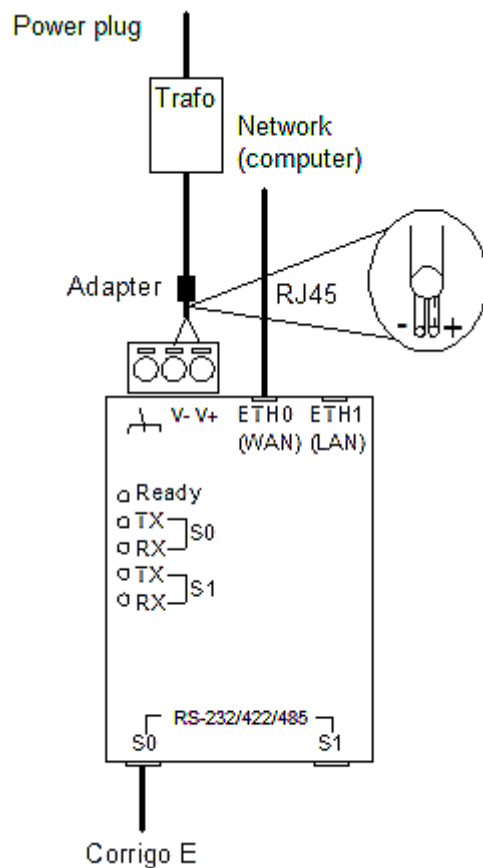 Power plug
Trafo
Network
(computer)
Adapter
RJ45
- +
V- V+ ETH0 ETH1
(WAN) (LAN)
Ready
TX
S0
RX
TX
S1
RX
RS-232/422/485
S0 S1
Corrigo E